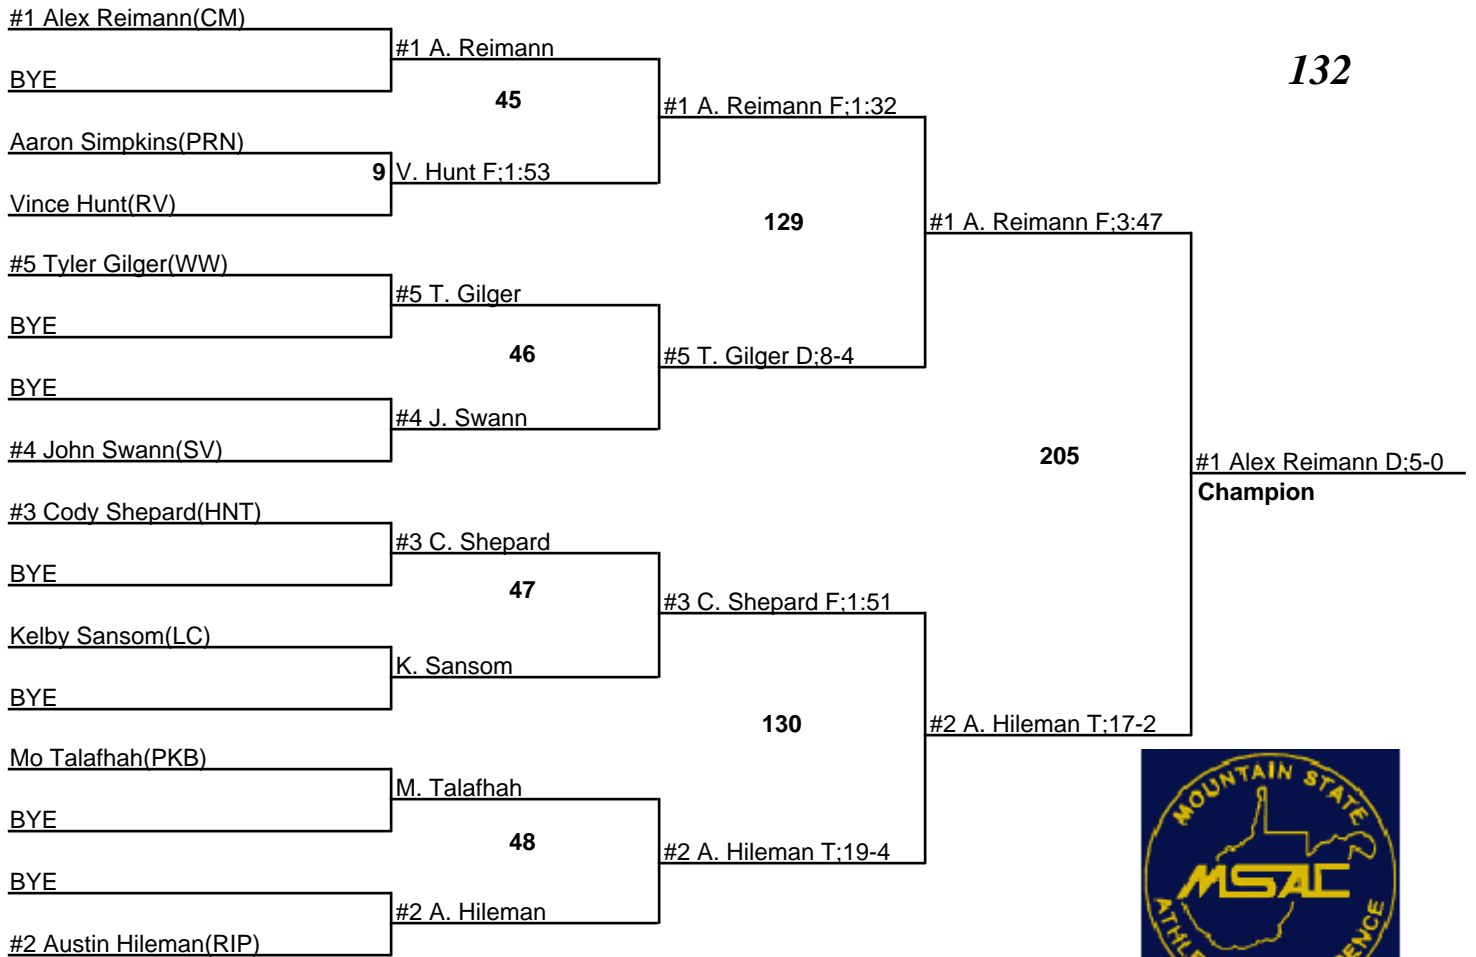 #1 Alex Reimann(CM)
BYE
Aaron Simpkins(PRN)
Vince Hunt(RV)
#5 Tyler Gilger(WW)
BYE
BYE
#4 John Swann(SV)
#3 Cody Shepard(HNT)
BYE
Kelby Sansom(LC)
BYE
Mo Talafhah(PKB)
BYE
BYE
#2 Austin Hileman(RIP)
#1 A. Reimann
45
9 V. Hunt F;1:53
#5 T. Gilger
46
#4 J. Swann
#3 C. Shepard
47
K. Sansom
M. Talafhah
48
#2 A. Hileman
#1 A. Reimann F;1:32
129
#5 T. Gilger D;8-4
#3 C. Shepard F;1:51
130
#2 A. Hileman T;19-4
#1 A. Reimann F;3:47
205
#2 A. Hileman T;17-2
132
#1 Alex Reimann D;5-0
Champion
MOUNTAIN STATE
MSAC